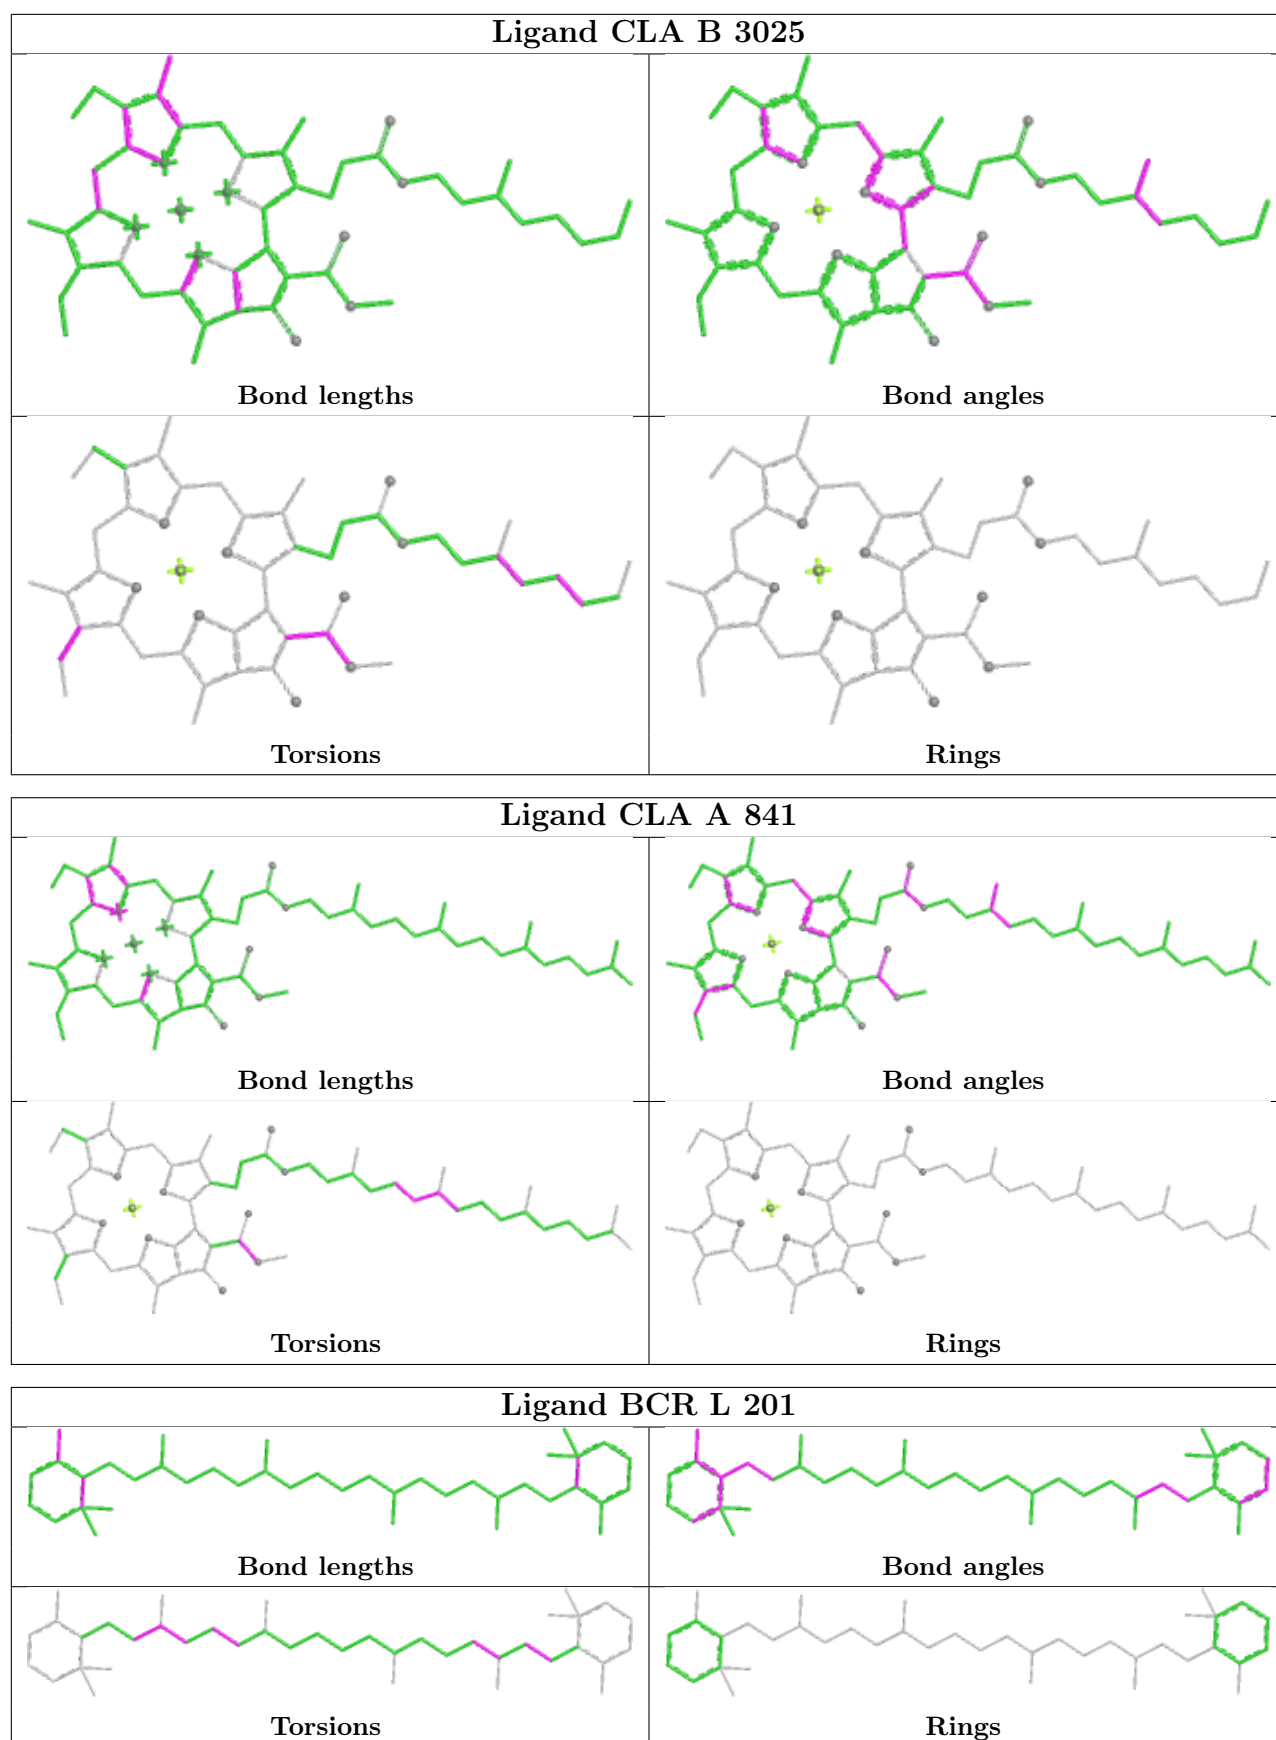 Ligand CLA B 3025
Bond lengths
Bond angles
Torsions
Rings
Ligand CLA A 841
Bond lengths
Bond angles
Torsions
Rings
Ligand BCR L 201
Bond lengths
Bond angles
Torsions
Rings